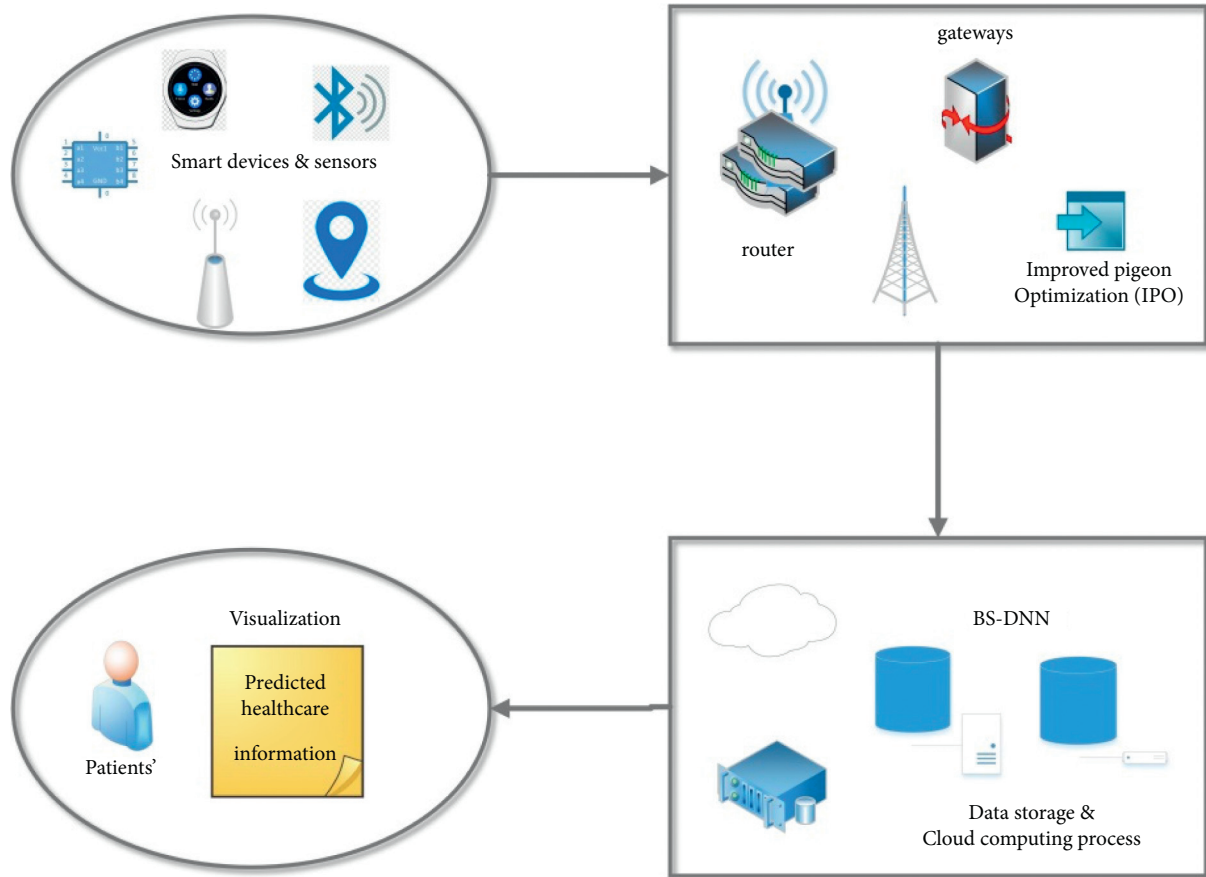 Smart devices & sensors
gateways
router
Improved pigeon
Optimization (IPO)
BS-DNN
Data storage &
Cloud computing process
Visualization
Predicted
healthcare
information
Patients’